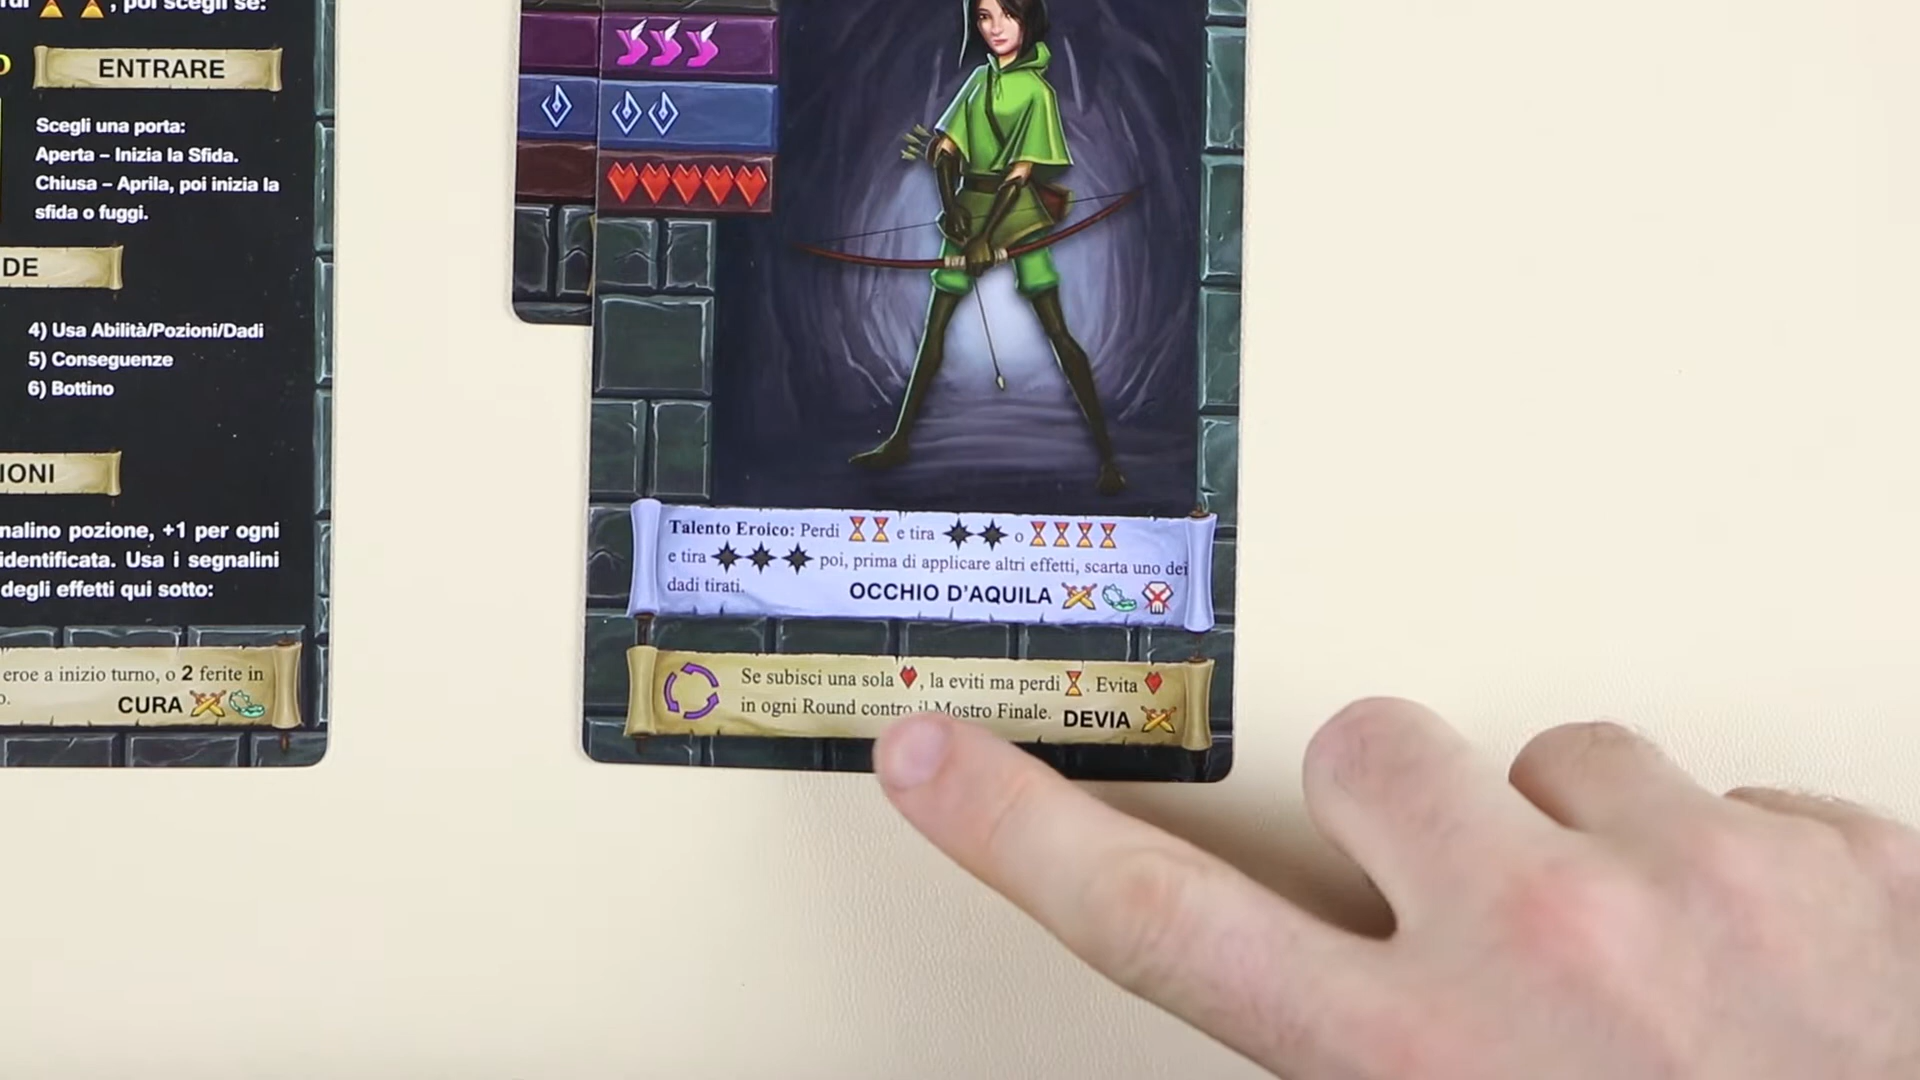 , poi scegli se:
ENTRARE
Scegli una porta:
Aperta – Inizia la Sfida.
Chiusa – Aprila, poi inizia la
sfida o fuggi.
DE
4) Usa Abilità/Pozioni/Dadi
5) Conseguenze
6) Bottino
IONI
nalino pozione, +1 per ogni
identificata. Usa i segnalini
degli effetti qui sotto:
eroe a inizio turno, o 2 ferite in
CURA
Talento Eroico: Perdi e tira o
e tira poi, prima di applicare altri effetti, scarta uno dei
dadi tirati.
OCCHIO D'AQUILA
Se subisci una sola , la eviti ma perdi . Evita
in ogni Round contro il Mostro Finale.
DEVIA